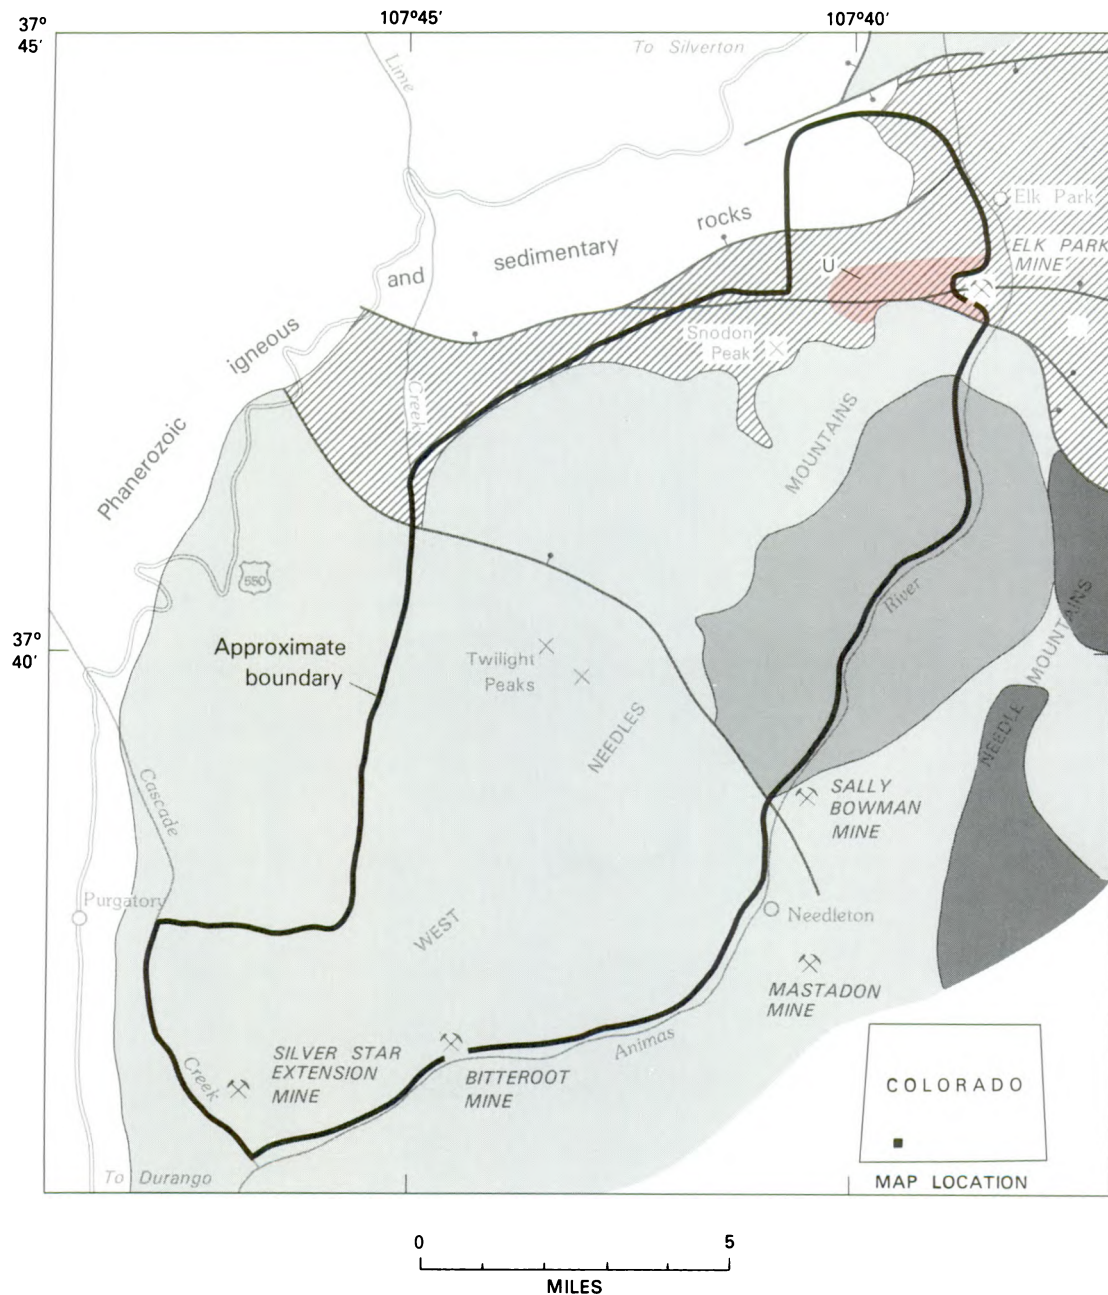 107°45'
107°40'
37°
45'
To Silverton
Lime
Elk Park
rocks
ELK PARK
MINE
sedimentary
U
and
igneous
Snodon
Peak
Creek
MOUNTAINS
Phanerozoic
550
River
37°
40'
Approximate
boundary
Twilight
Peaks
NEEDLES
NEEDLE MOUNTAINS
Cascade
SALLY
BOWMAN
MINE
Purgatory
Needleton
WEST
MASTADON
MINE
Animas
SILVER STAR
EXTENSION
MINE
Creek
BITTEROOT
MINE
COLORADO
To Durango
MAP LOCATION
0 5
MILES